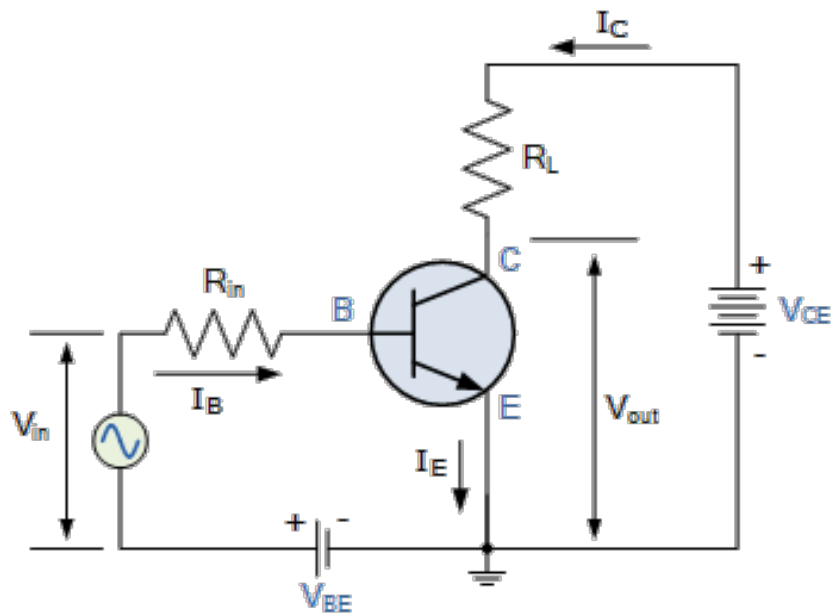 I_C
R_L
C
R_in
B
+
V_CE
-
I_B
E
V_in
V_out
I_E
+ -
V_BE